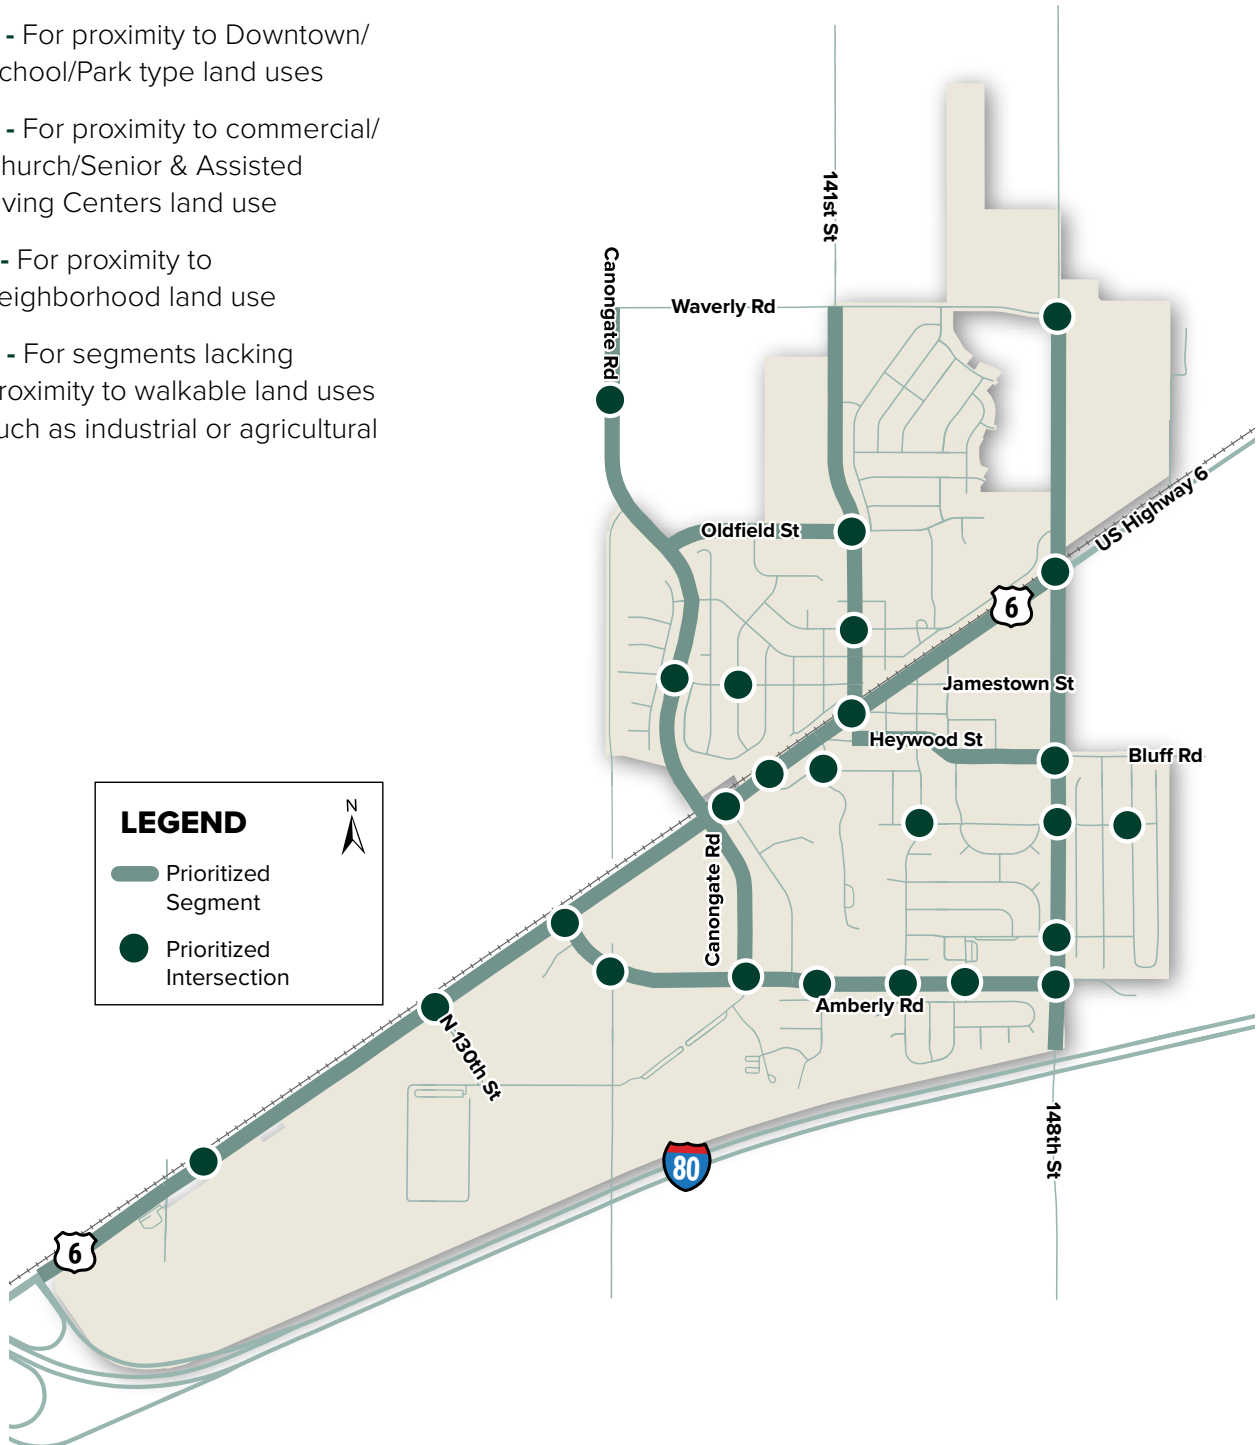 - For proximity to Downtown/
chool/Park type land uses
- For proximity to commercial/
hurch/Senior & Assisted
ving Centers land use
- For proximity to
eighborhood land use
- For segments lacking
roximity to walkable land uses
uch as industrial or agricultural
141st St
Canongate Rd
Waverly Rd
US Highway 6
Oldfield St
6
Jamestown St
Heywood St
Bluff Rd
LEGEND
N
Prioritized
Segment
Prioritized
Intersection
Canongate Rd
Amberly Rd
N 130th St
148th St
80
6